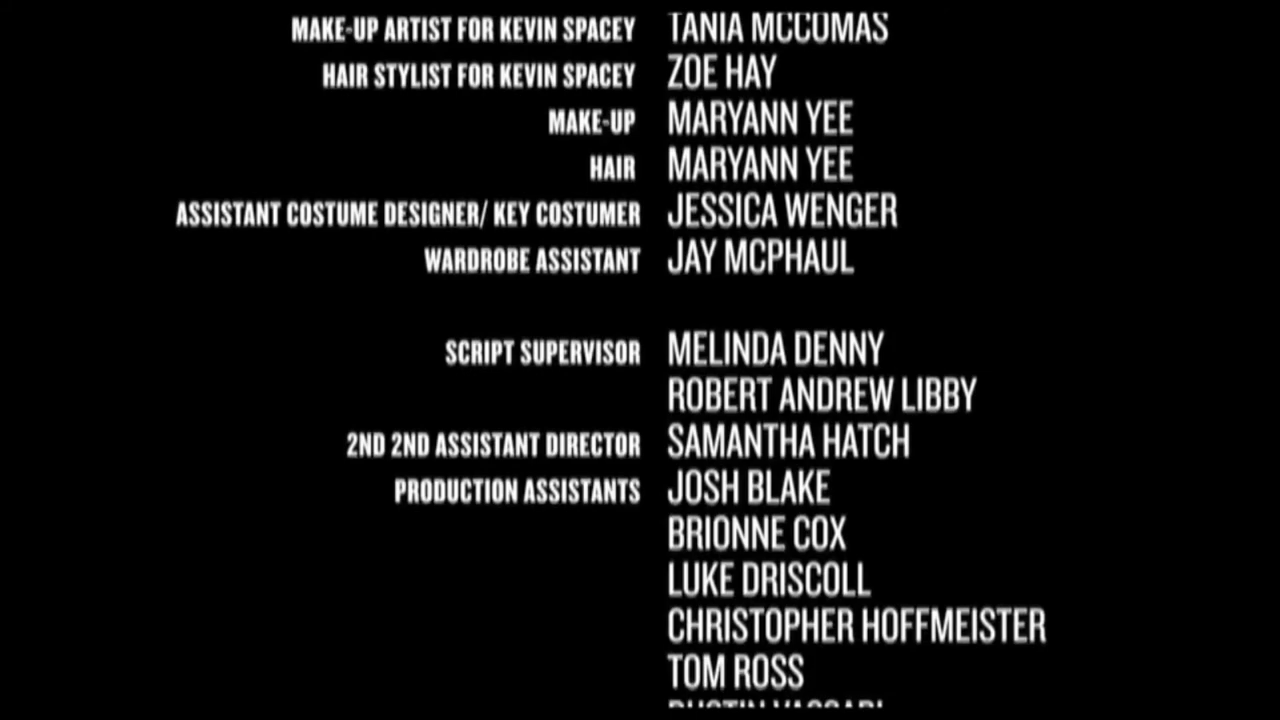 MAKE-UP ARTIST FOR KEVIN SPACEY TANIA MCCOMAS
HAIR STYLIST FOR KEVIN SPACEY ZOE HAY
MAKE-UP MARYANN YEE
HAIR MARYANN YEE
ASSISTANT COSTUME DESIGNER/ KEY COSTUMER JESSICA WENGER
WARDROBE ASSISTANT JAY MCPHAUL
SCRIPT SUPERVISOR MELINDA DENNY
ROBERT ANDREW LIBBY
2ND 2ND ASSISTANT DIRECTOR SAMANTHA HATCH
PRODUCTION ASSISTANTS JOSH BLAKE
BRIONNE COX
LUKE DRISCOLL
CHRISTOPHER HOFFMEISTER
TOM ROSS